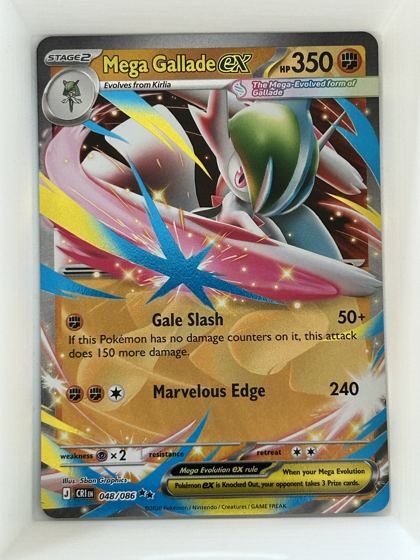 STAGE2
Mega Gallade ex
HP 350
Evolves from Kirlia
The Mega-Evolved form of
Gallade
Gale Slash 50+
If this Pokémon has no damage counters on it, this attack
does 150 more damage.
Marvelous Edge 240
weakness ×2 resistance retreat
Mega Evolution ex rule When your Mega Evolution
Pokémon ex is Knocked Out, your opponent takes 3 Prize cards.
Illus. 5ban Graphics
J CRI EN 048/086
©2026 Pokémon / Nintendo / Creatures / GAME FREAK